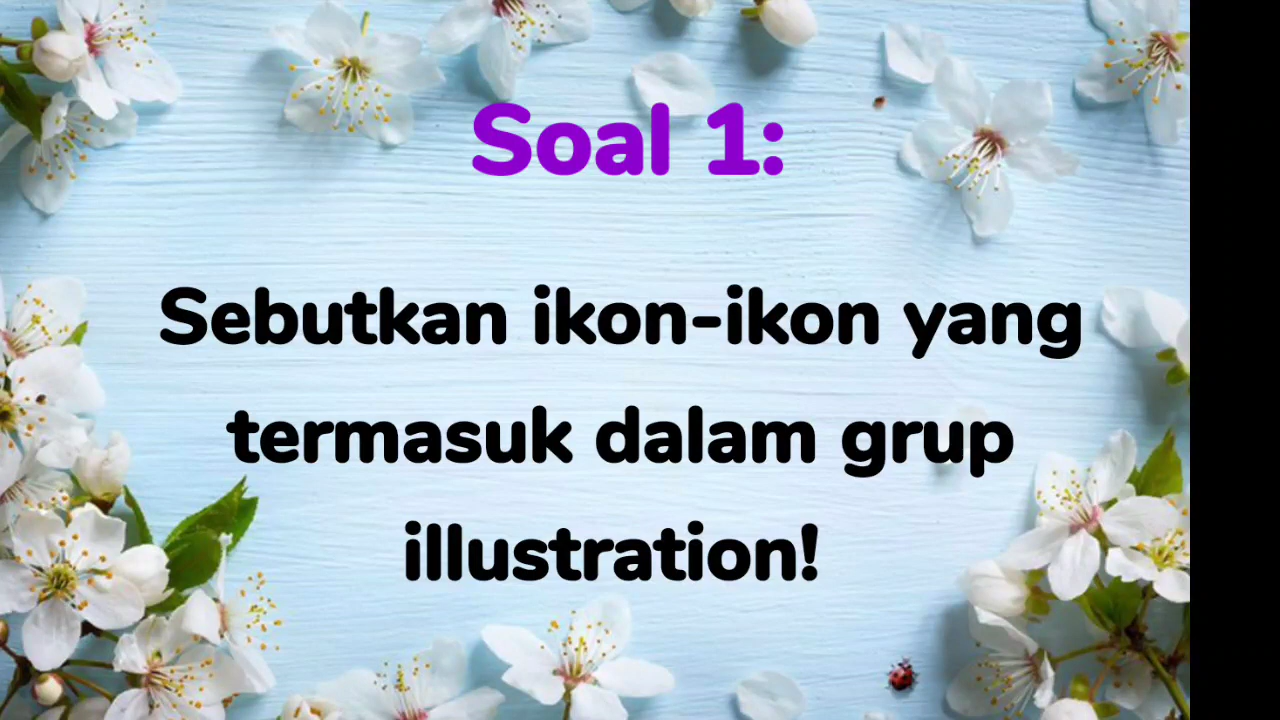 Soal 1:
Sebutkan ikon-ikon yang
termasuk dalam grup
illustration!